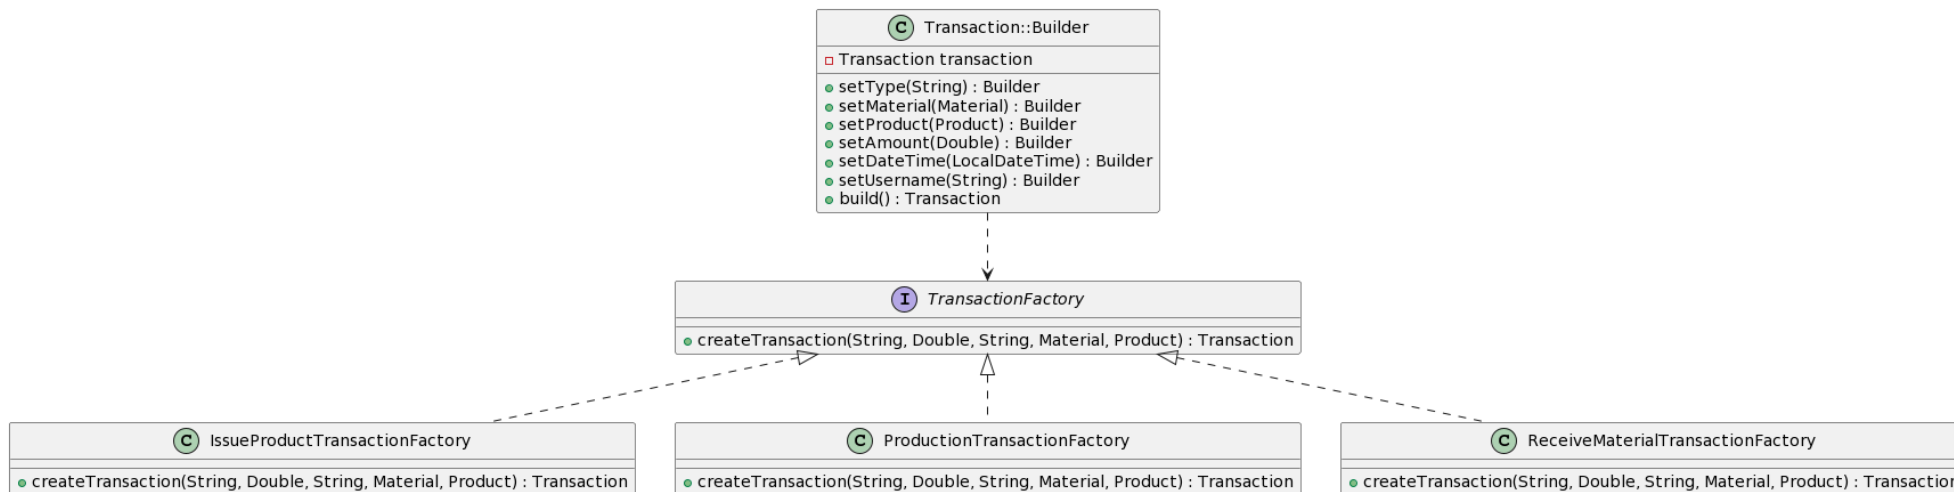 C Transaction::Builder
Transaction transaction
setType(String) : Builder
setMaterial(Material) : Builder
setProduct(Product) : Builder
setAmount(Double) : Builder
setDateTime(LocalDateTime) : Builder
setUsername(String) : Builder
build() : Transaction
I TransactionFactory
createTransaction(String, Double, String, Material, Product) : Transaction
C IssueProductTransactionFactory
createTransaction(String, Double, String, Material, Product) : Transaction
C ProductionTransactionFactory
createTransaction(String, Double, String, Material, Product) : Transaction
C ReceiveMaterialTransactionFactory
createTransaction(String, Double, String, Material, Product) : Transaction